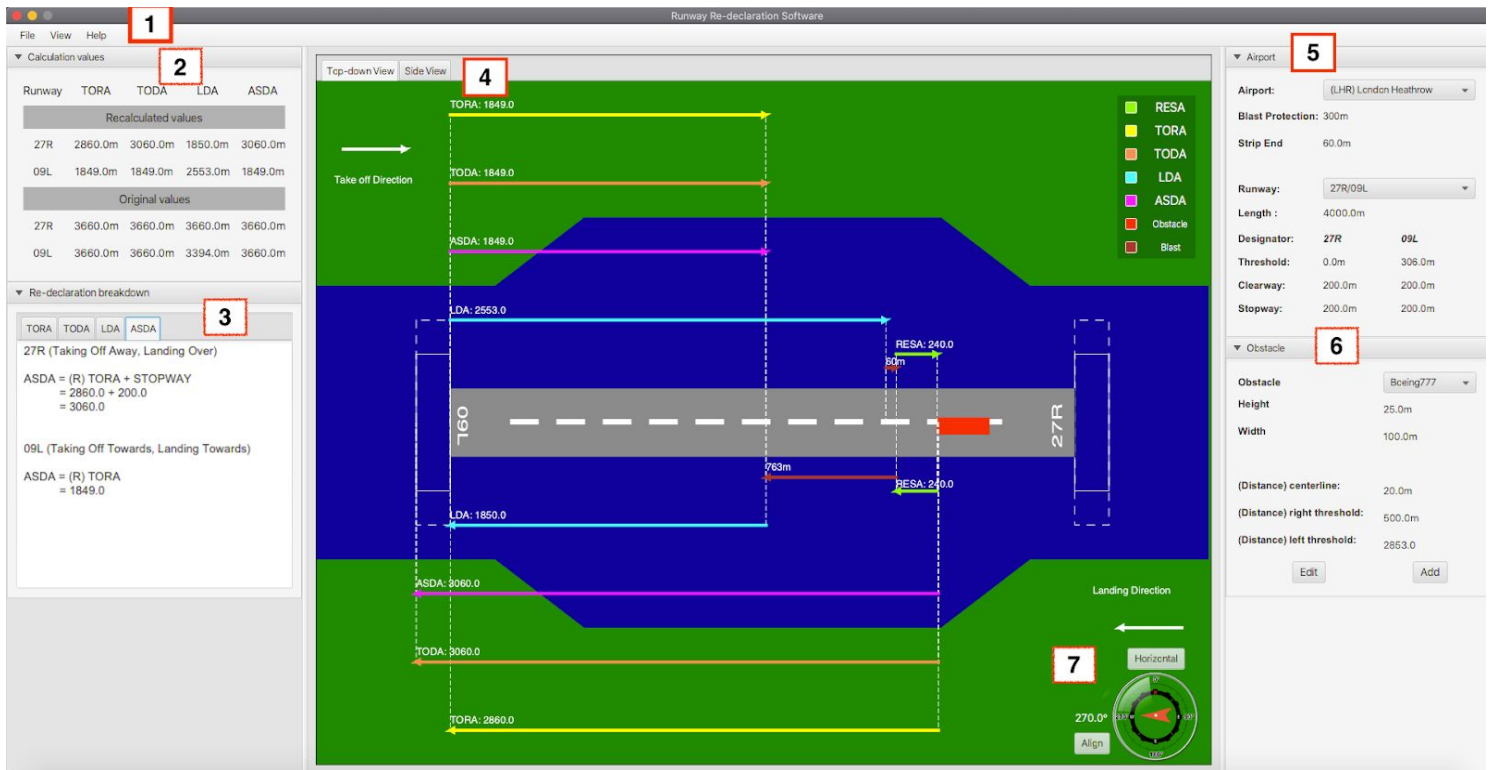 Runway Re-declaration Software
1
File View Help
Calculation values
2
Runway TORA TODA LDA ASDA
Recalculated values
27R 2860.0m 3060.0m 1850.0m 3060.0m
09L 1849.0m 1849.0m 2553.0m 1849.0m
Original values
27R 3660.0m 3660.0m 3660.0m 3660.0m
09L 3660.0m 3660.0m 3394.0m 3660.0m
Re-declaration breakdown
3
TORA TODA LDA ASDA
27R (Taking Off Away, Landing Over)
ASDA = (R) TORA + STOPWAY
= 2860.0 + 200.0
= 3060.0
09L (Taking Off Towards, Landing Towards)
ASDA = (R) TORA
= 1849.0
Top-down View Side View
4
TORA: 1849.0
Take off Direction
TODA: 1849.0
ASDA: 1849.0
LDA: 2553.0
RESA: 240.0
60m
09L
27R
763m
RESA: 240.0
LDA: 1850.0
ASDA: 3060.0
TODA: 3060.0
TORA: 2860.0
RESA
TORA
TODA
LDA
ASDA
Obstacle
Blast
Landing Direction
7
Horizontal
270.0°
Align
Airport
5
Airport: (LHR) London Heathrow
Blast Protection: 300m
Strip End 60.0m
Runway: 27R/09L
Length : 4000.0m
Designator: 27R 09L
Threshold: 0.0m 306.0m
Clearway: 200.0m 200.0m
Stopway: 200.0m 200.0m
Obstacle
6
Obstacle Boeing777
Height 25.0m
Width 100.0m
(Distance) centerline: 20.0m
(Distance) right threshold: 500.0m
(Distance) left threshold: 2853.0
Edit Add